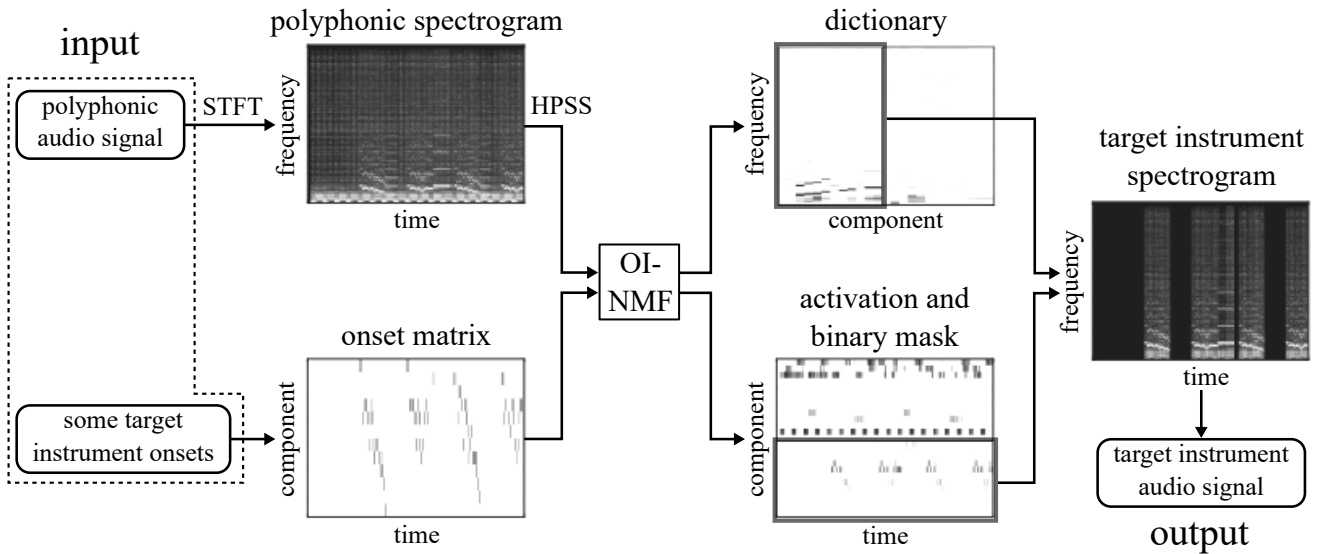 input
polyphonic
audio signal
STFT
polyphonic spectrogram
frequency
time
HPSS
some target
instrument onsets
onset matrix
component
time
OI-
NMF
dictionary
frequency
component
activation and
binary mask
component
time
target instrument
spectrogram
frequency
time
target instrument
audio signal
output